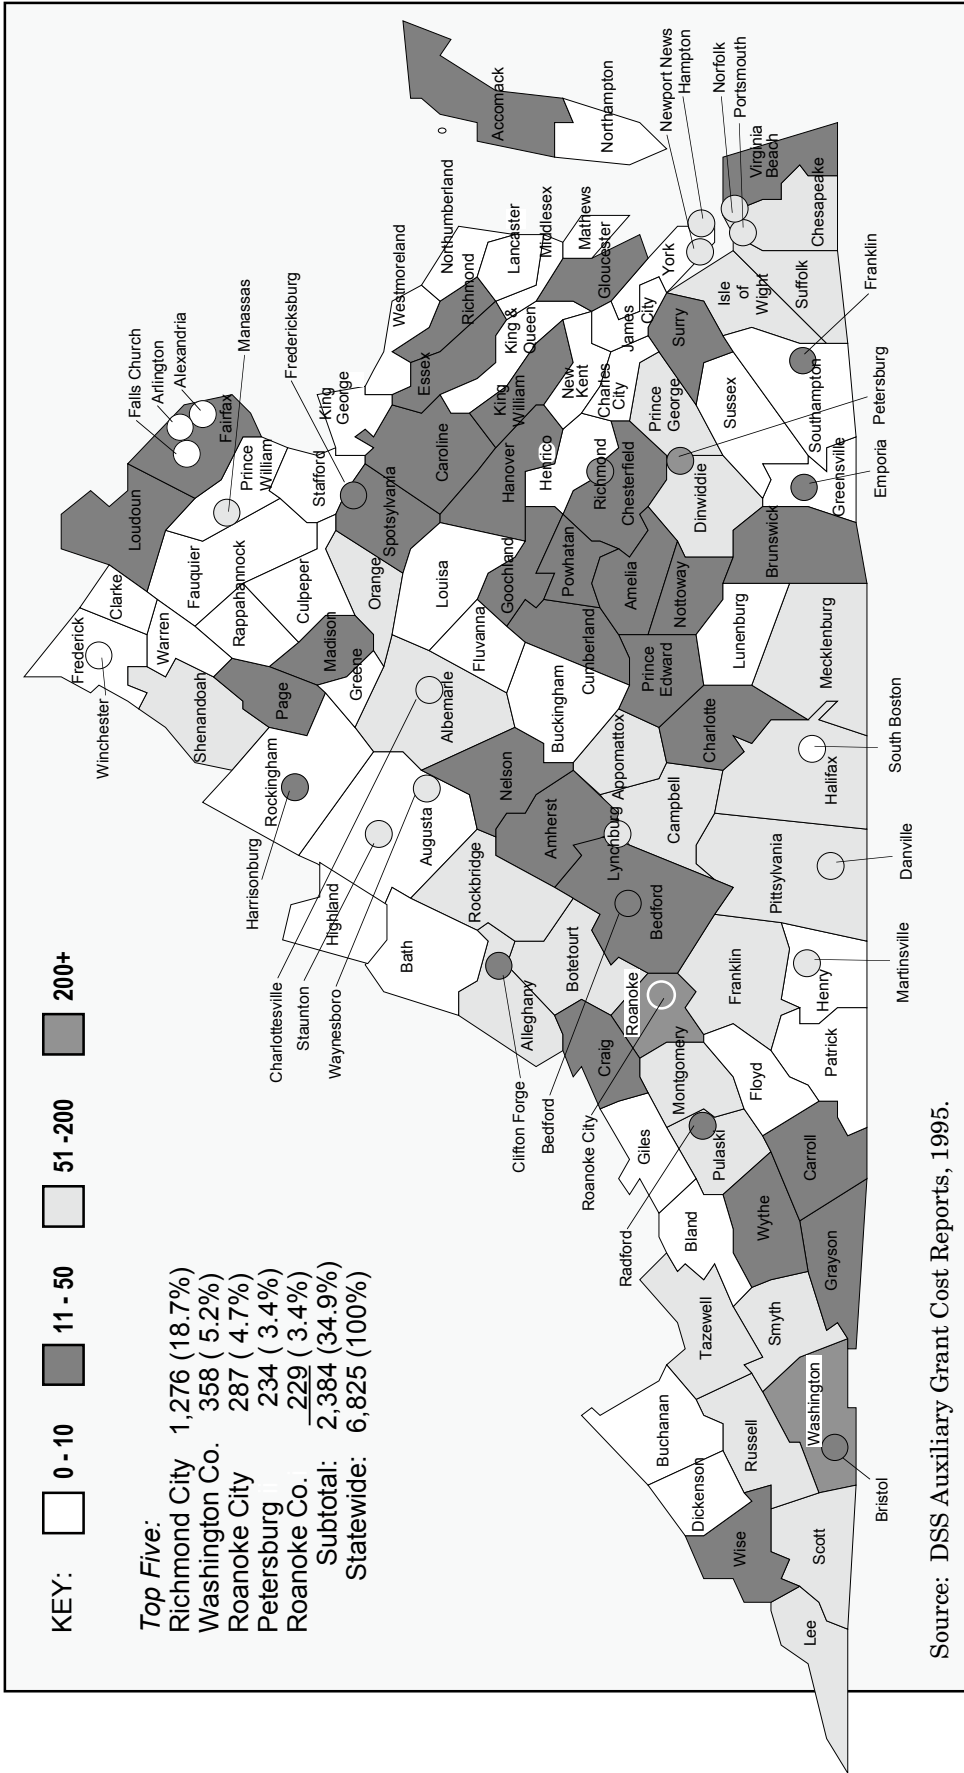 KEY: 0 - 10 11 - 50 51 -200 200+
Top Five:
Richmond City 1,276 (18.7%)
Washington Co. 358 ( 5.2%)
Roanoke City 287 ( 4.7%)
Petersburg 234 ( 3.4%)
Roanoke Co. 229 ( 3.4%)
Subtotal: 2,384 (34.9%)
Statewide: 6,825 (100%)
Winchester
Frederick
Clarke
Warren
Shenandoah
Loudoun
Fauquier
Rappahannock
Page
Culpeper
Madison
Greene
Orange
Rockingham
Harrisonburg
Falls Church
Arlington
Alexandria
Fairfax
Manassas
Prince
William
Stafford
Fredericksburg
King
George
Spotsylvania
Caroline
Westmoreland
Northumberland
Richmond
Essex
Lancaster
Middlesex
Mathews
Gloucester
King &
Queen
King
William
Hanover
New
Kent
Henrico
Charles
City
James
City
York
Newport News
Hampton
Norfolk
Portsmouth
Virginia
Beach
Chesapeake
Accomack
Northampton
Isle
of
Wight
Suffolk
Surry
Prince
George
Sussex
Southampton
Franklin
Petersburg
Emporia
Greensville
Dinwiddie
Brunswick
Richmond
Chesterfield
Powhatan
Goochland
Louisa
Fluvanna
Albemarle
Amelia
Nottoway
Lunenburg
Mecklenburg
Cumberland
Prince
Edward
Buckingham
Charlotte
Appomattox
Nelson
Augusta
Highland
Charlottesville
Staunton
Waynesboro
Bath
Rockbridge
Amherst
Lynchburg
Campbell
Halifax
South Boston
Pittsylvania
Danville
Bedford
Botetourt
Alleghany
Clifton Forge
Bedford
Roanoke City
Roanoke
Craig
Franklin
Henry
Martinsville
Patrick
Floyd
Montgomery
Giles
Pulaski
Radford
Carroll
Wythe
Bland
Grayson
Smyth
Tazewell
Washington
Bristol
Russell
Buchanan
Dickenson
Wise
Scott
Lee
Source: DSS Auxiliary Grant Cost Reports, 1995.